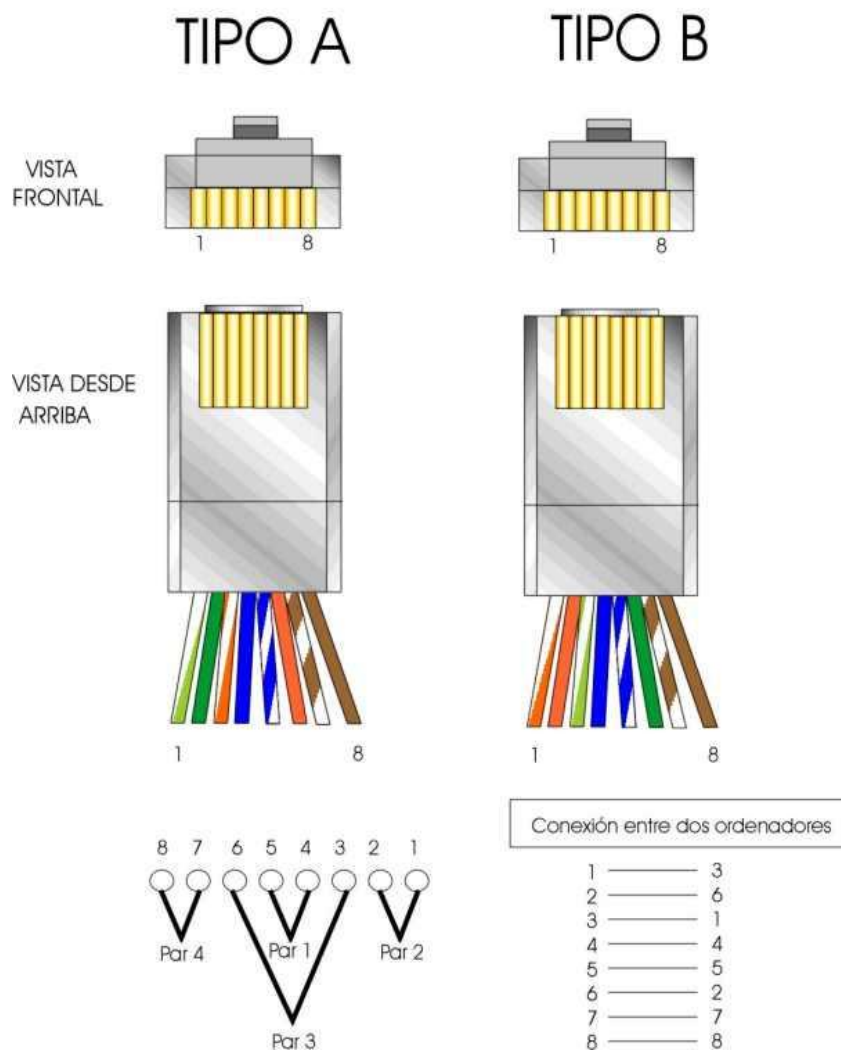 TIPO A
TIPO B
VISTA
FRONTAL
1 8
1 8
VISTA DESDE
ARRIBA
1 8
1 8
8 7 6 5 4 3 2 1
Par 4
Par 1
Par 2
Par 3
Conexión entre dos ordenadores
1 3
2 6
3 1
4 4
5 5
6 2
7 7
8 8